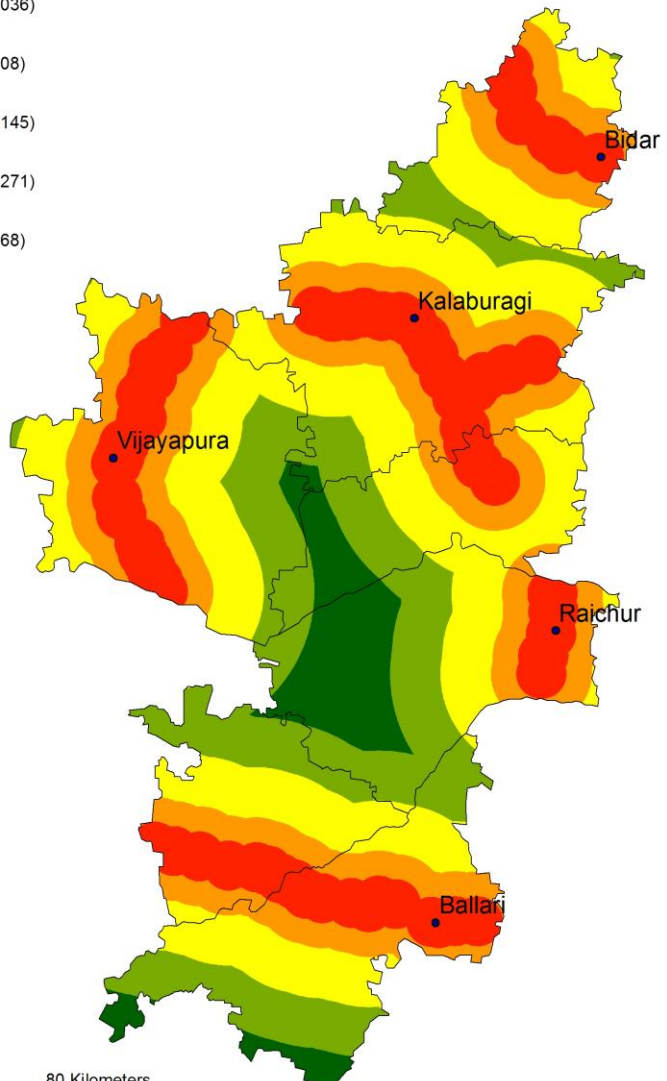 036)
08)
145)
271)
68)
Bidar
Kalaburagi
Vijayapura
Raichur
Ballari
80 Kilometers